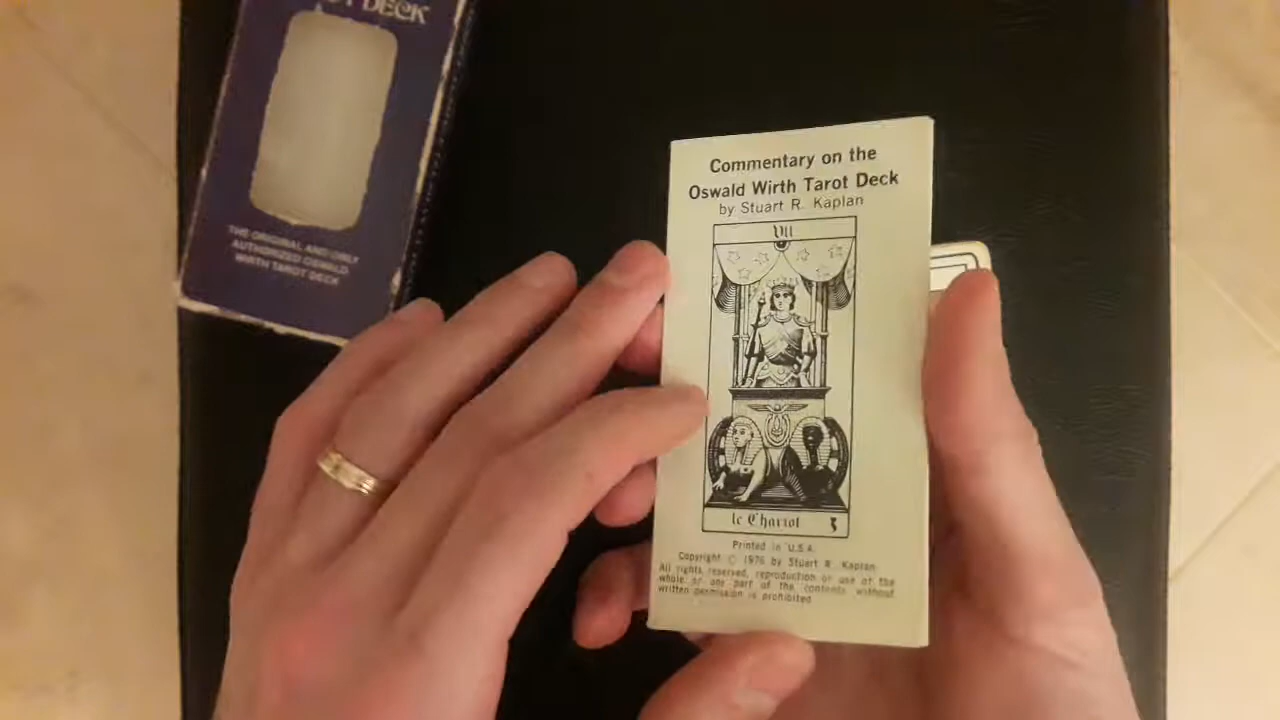 DECK
THE ORIGINAL AND ONLY
AUTHORIZED OSWALD
WIRTH TAROT DECK
Commentary on the
Oswald Wirth Tarot Deck
by Stuart R. Kaplan
VII
le Chariot
Printed in U.S.A.
Copyright © 1976 by Stuart R. Kaplan
All rights reserved, reproduction or use of the
whole or any part of the contents without
written permission is prohibited